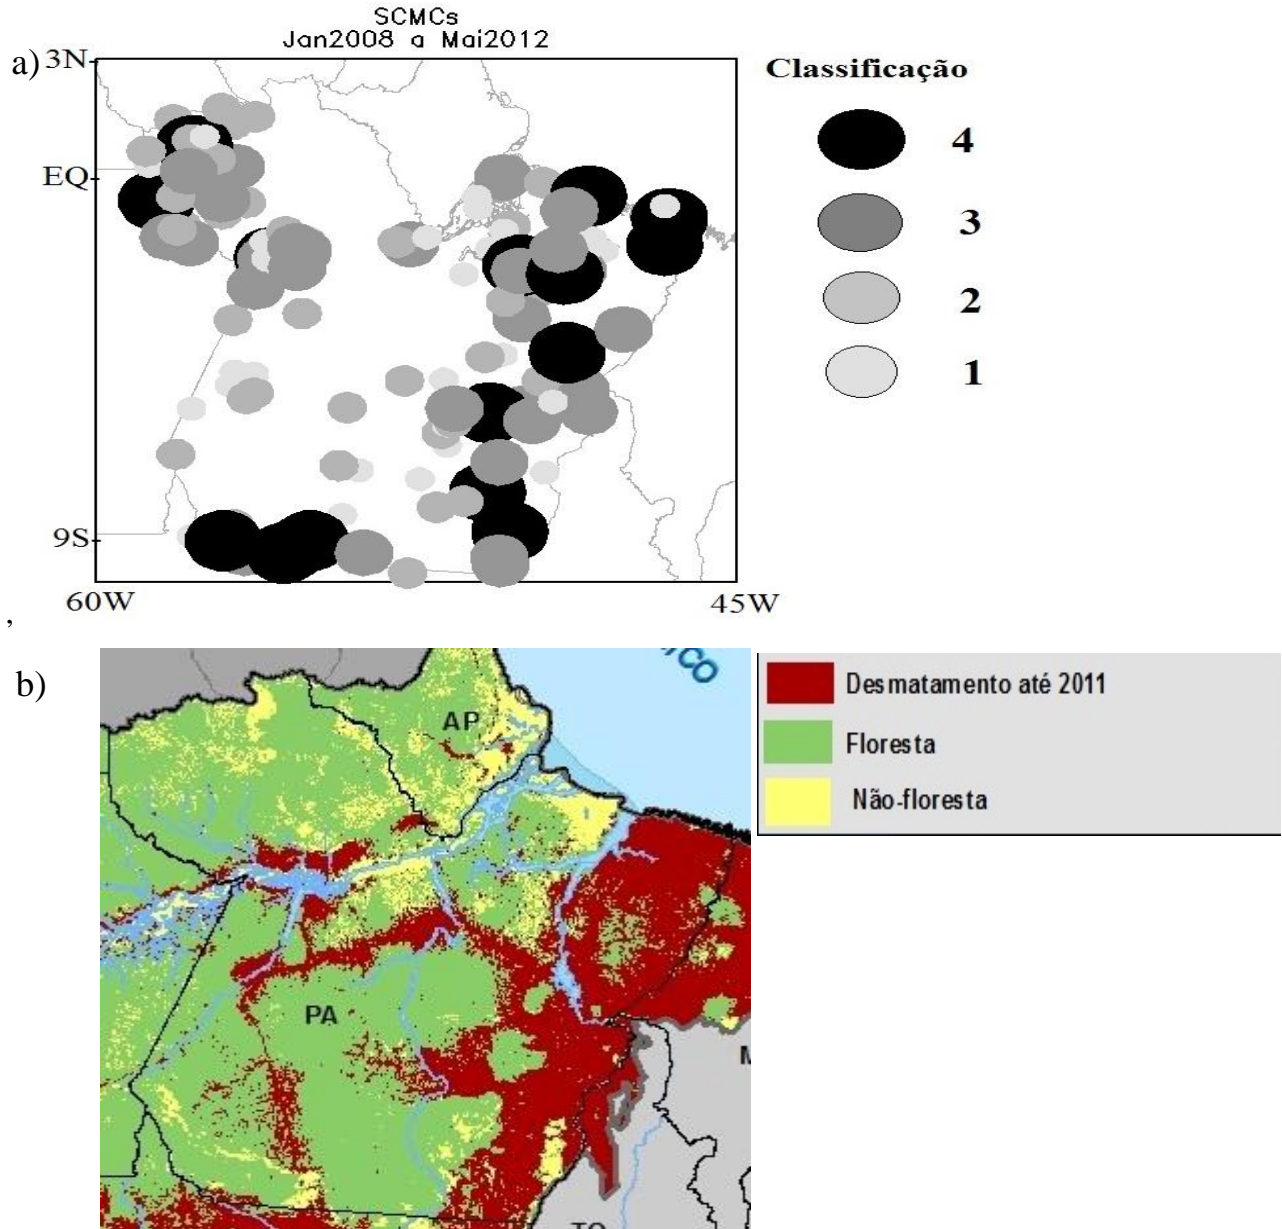 SCMCs
Jan2008 a Mai2012
a)
3N
EQ
9S
60W
45W
Classificação
4
3
2
1
,
b)
ICO
AP
PA
M
TO
Desmatamento até 2011
Floresta
Não-floresta